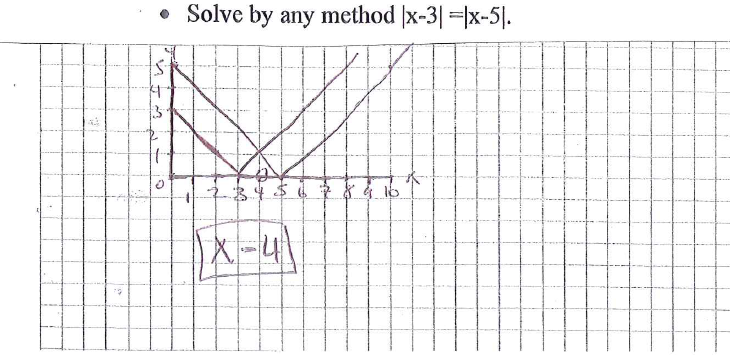 • Solve by any method |x-3| =|x-5|.
5
4
3
2
1
0
1 2 3 4 5 6 7 8 9 10 x
x = 4